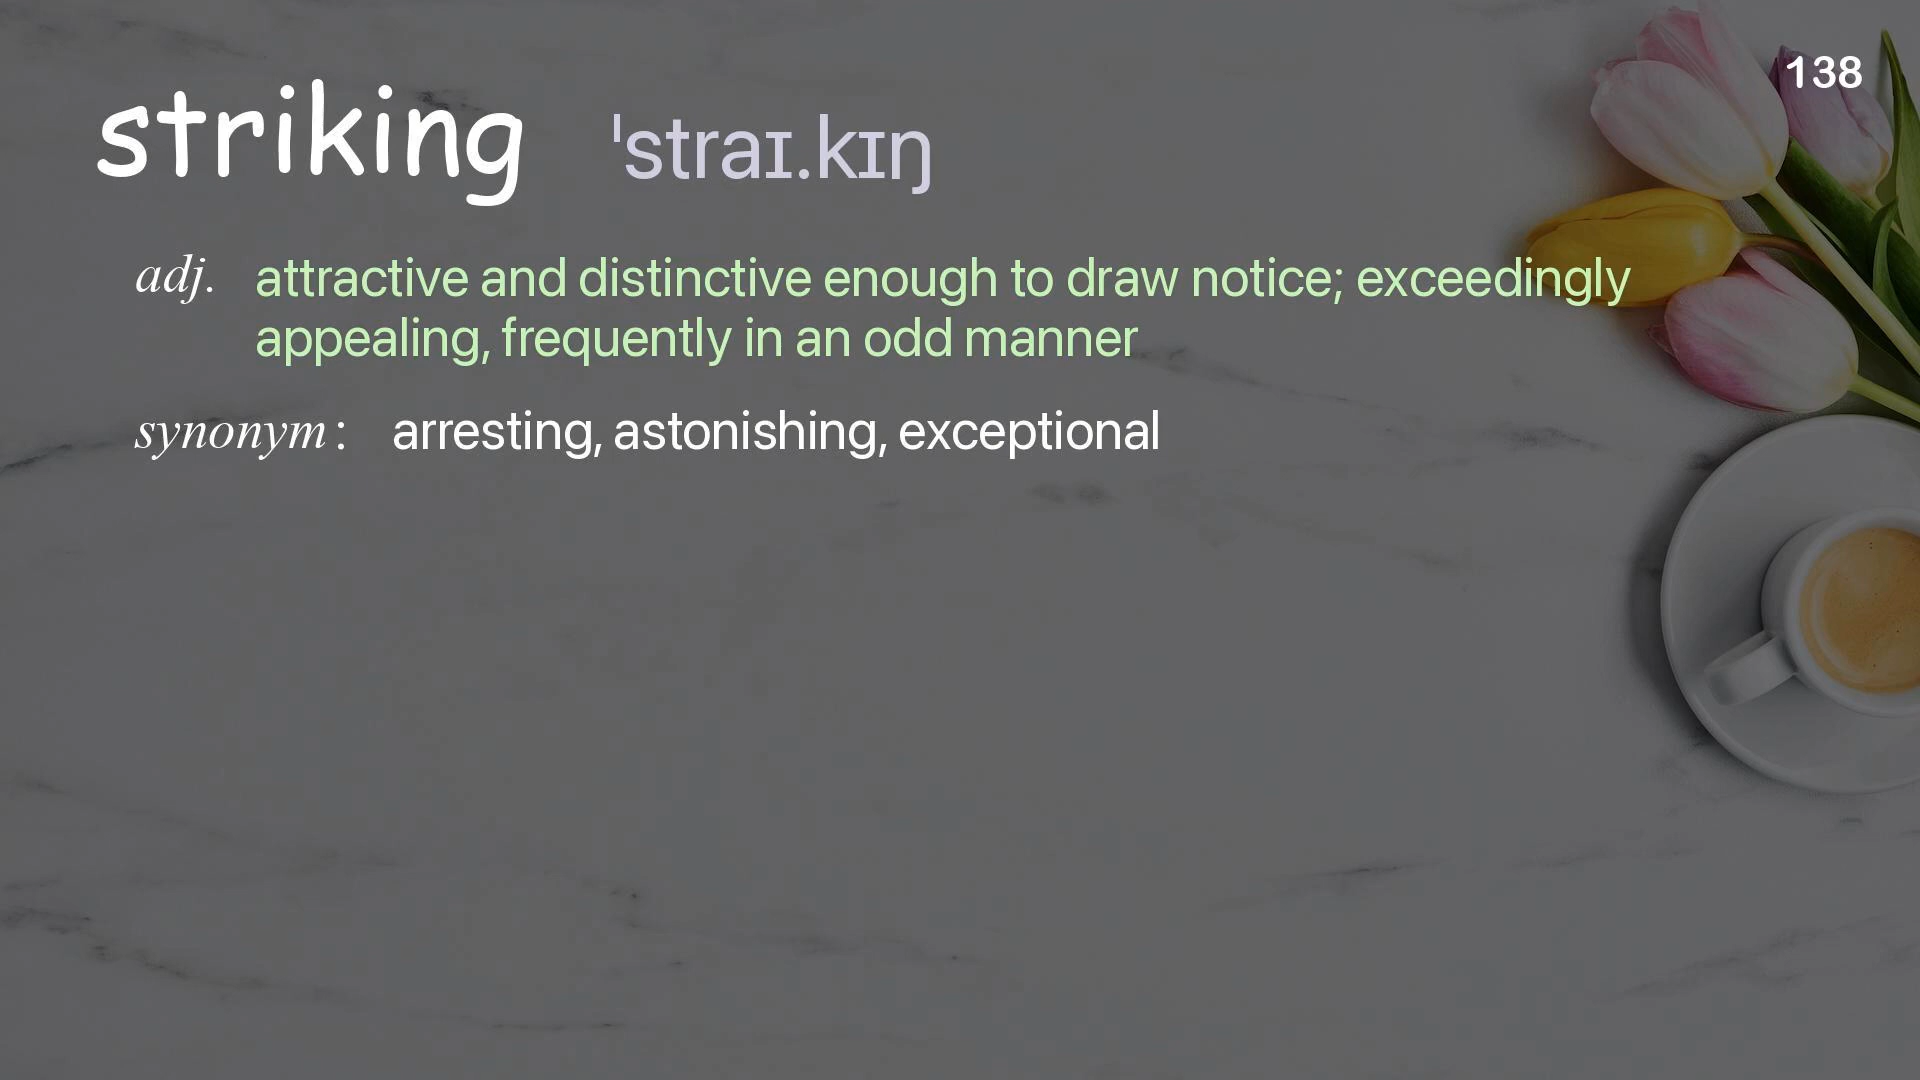 138
striking ˈstraɪ.kɪŋ
adj. attractive and distinctive enough to draw notice; exceedingly
appealing, frequently in an odd manner
synonym: arresting, astonishing, exceptional